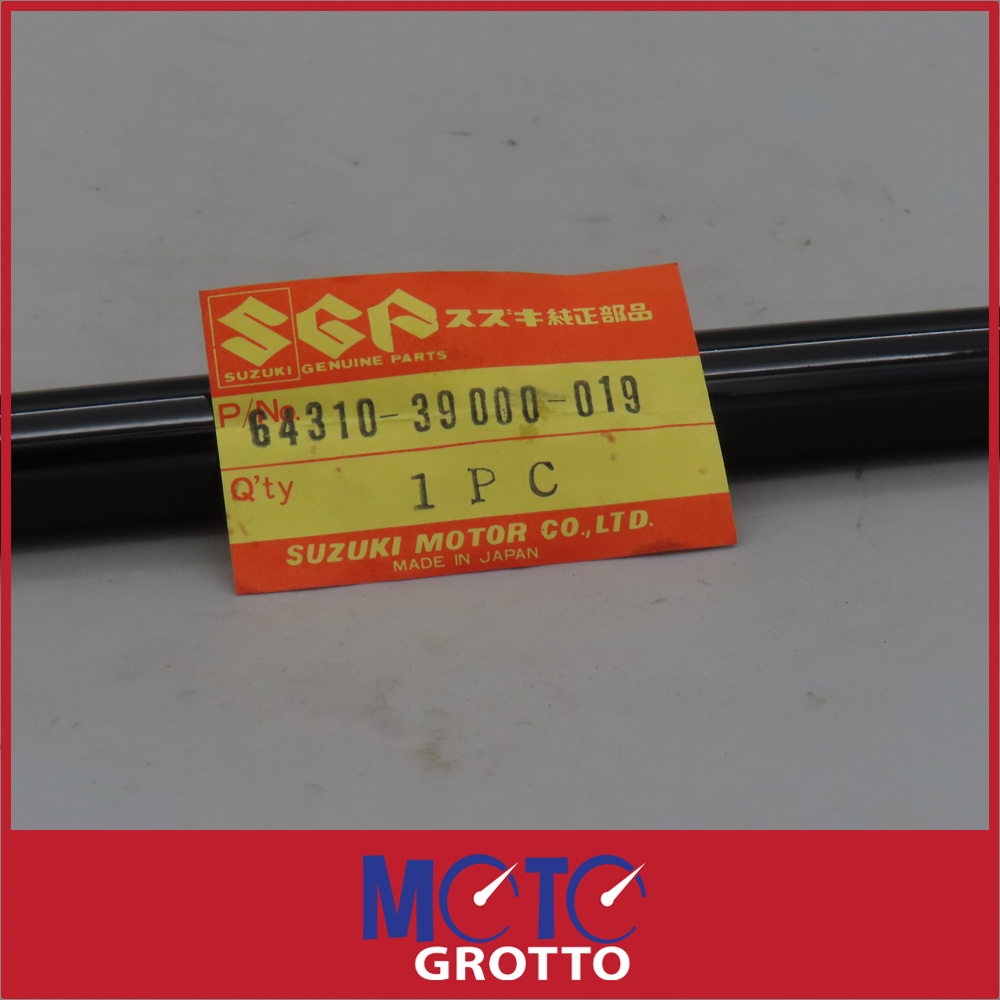 SGP スズキ純正部品
SUZUKI GENUINE PARTS
P/No. 64310-39000-019
Q'ty 1 PC
SUZUKI MOTOR CO.,LTD.
MADE IN JAPAN
MOTO
GROTTO